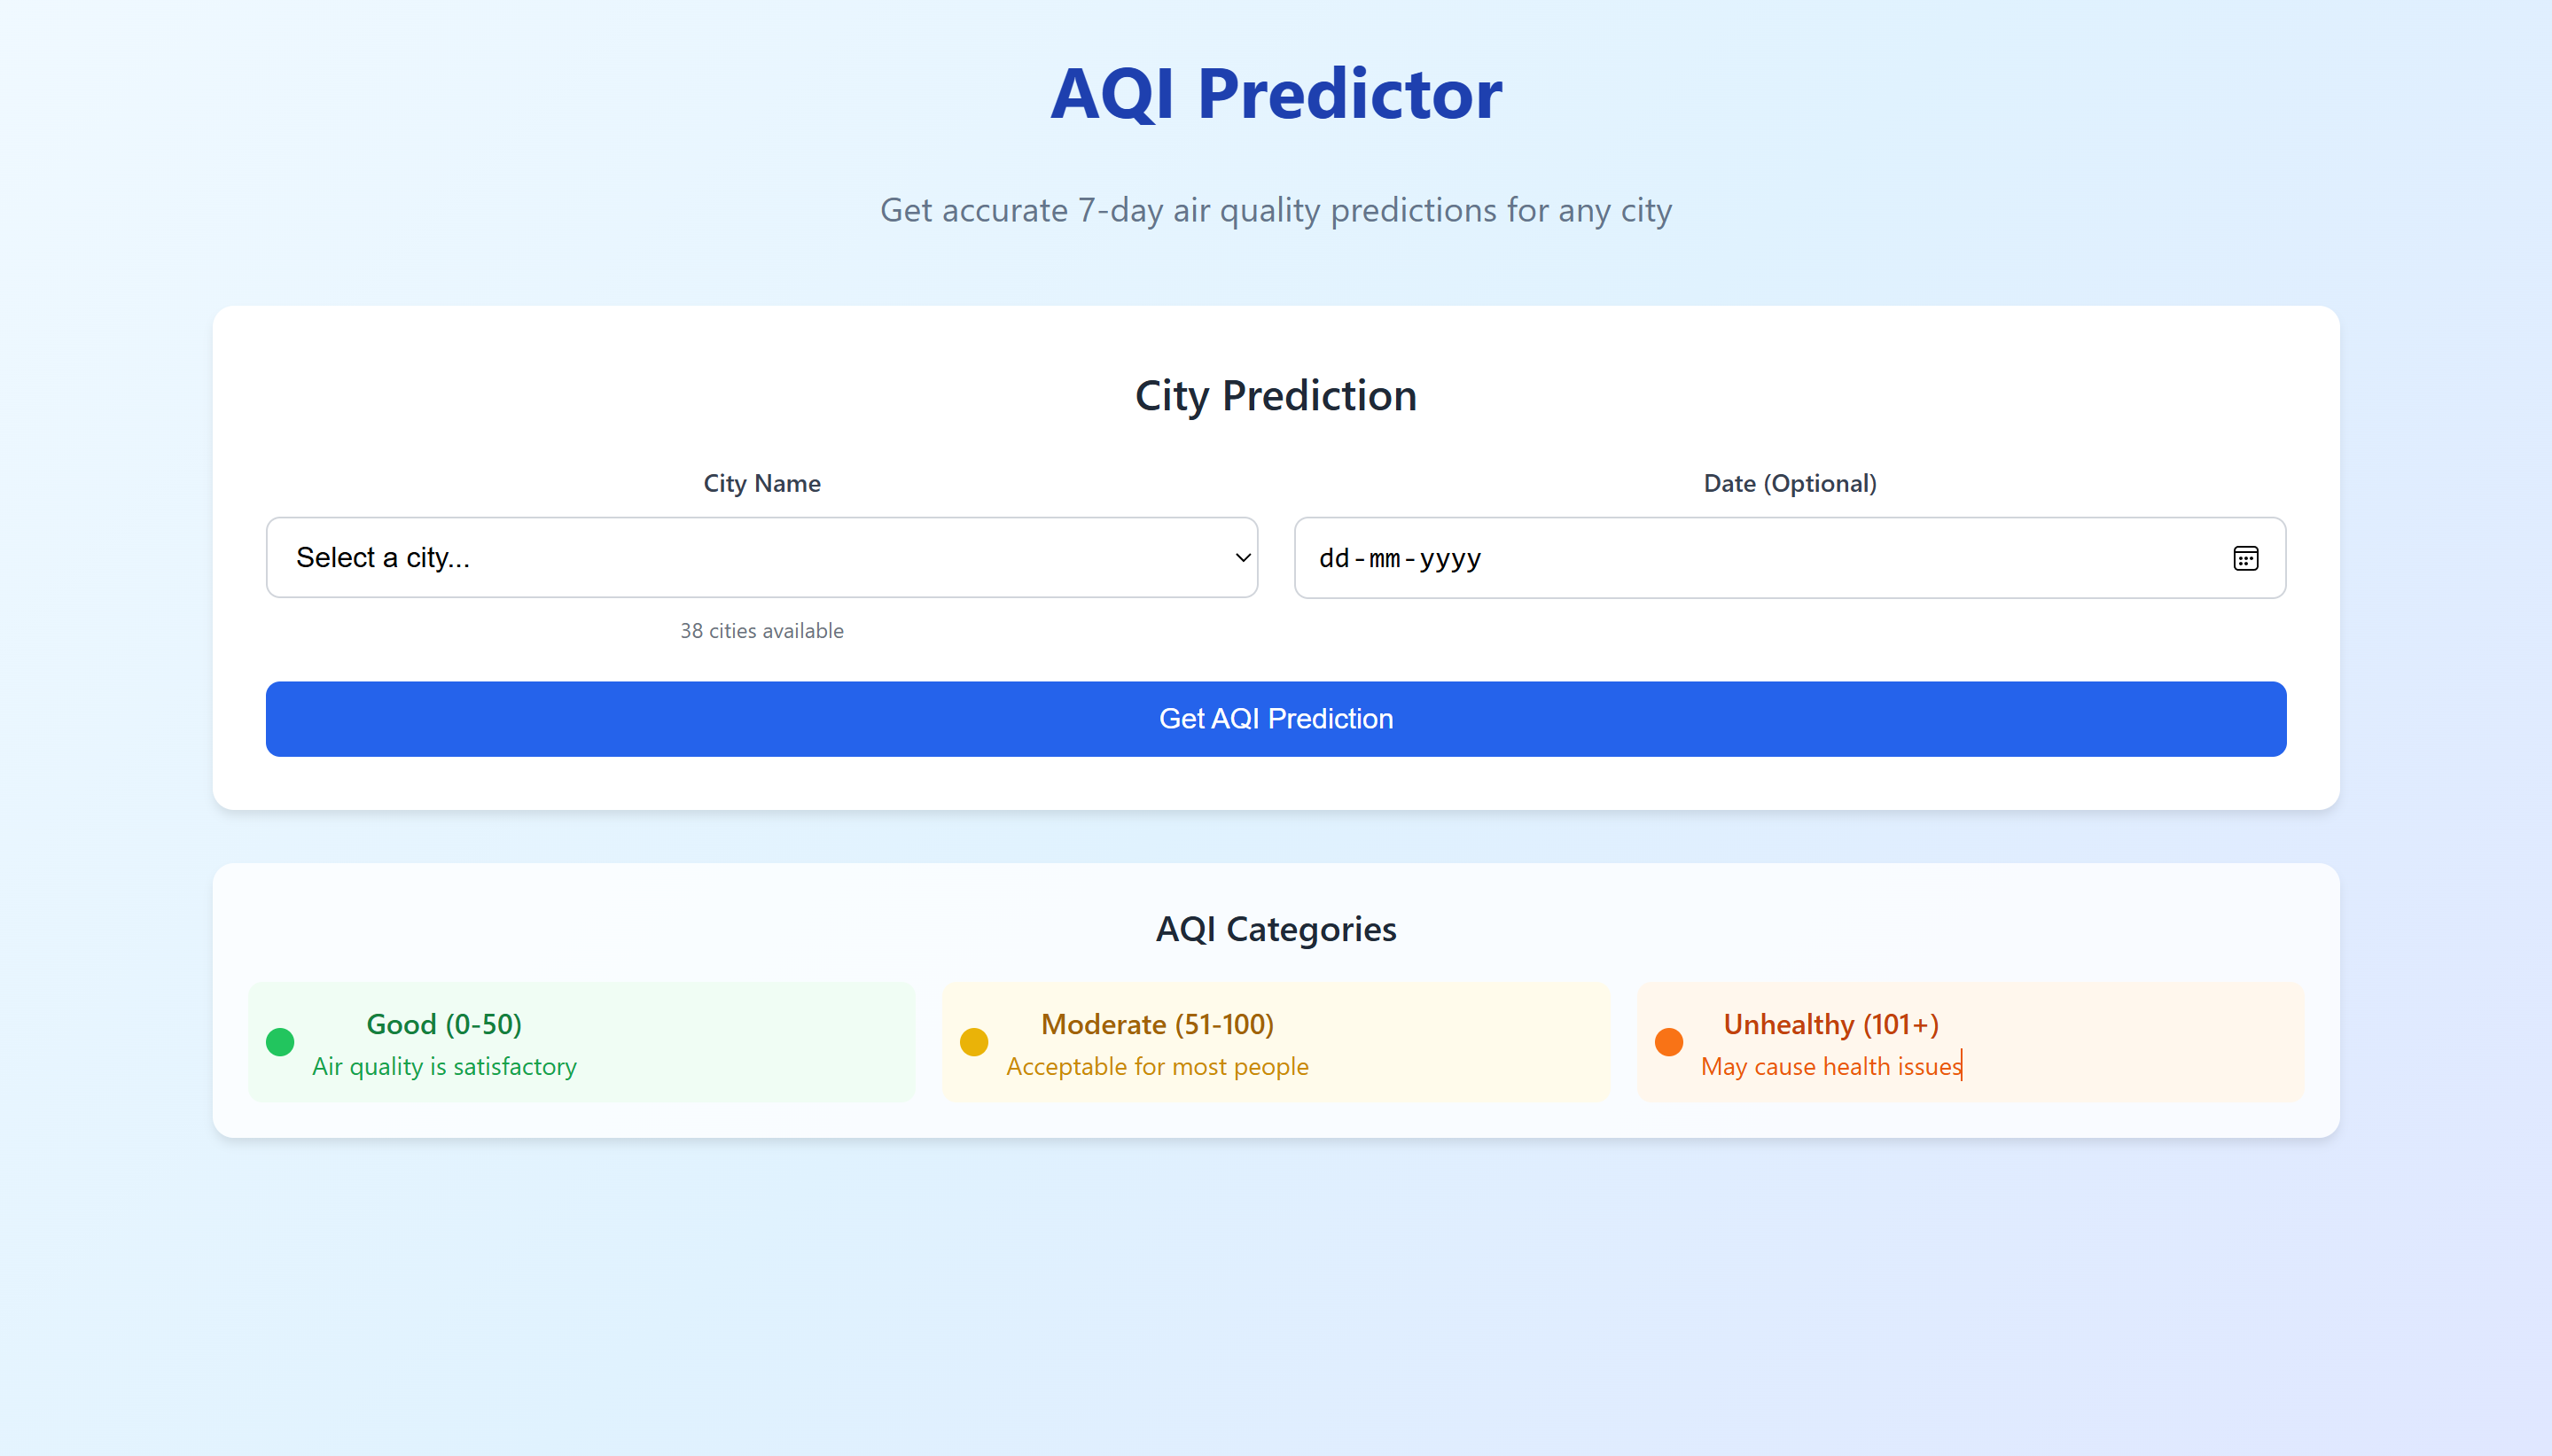 AQI Predictor
Get accurate 7-day air quality predictions for any city
City Prediction
City Name
Date (Optional)
Select a city...
dd-mm-yyyy
38 cities available
Get AQI Prediction
AQI Categories
Good (0-50)
Air quality is satisfactory
Moderate (51-100)
Acceptable for most people
Unhealthy (101+)
May cause health issues